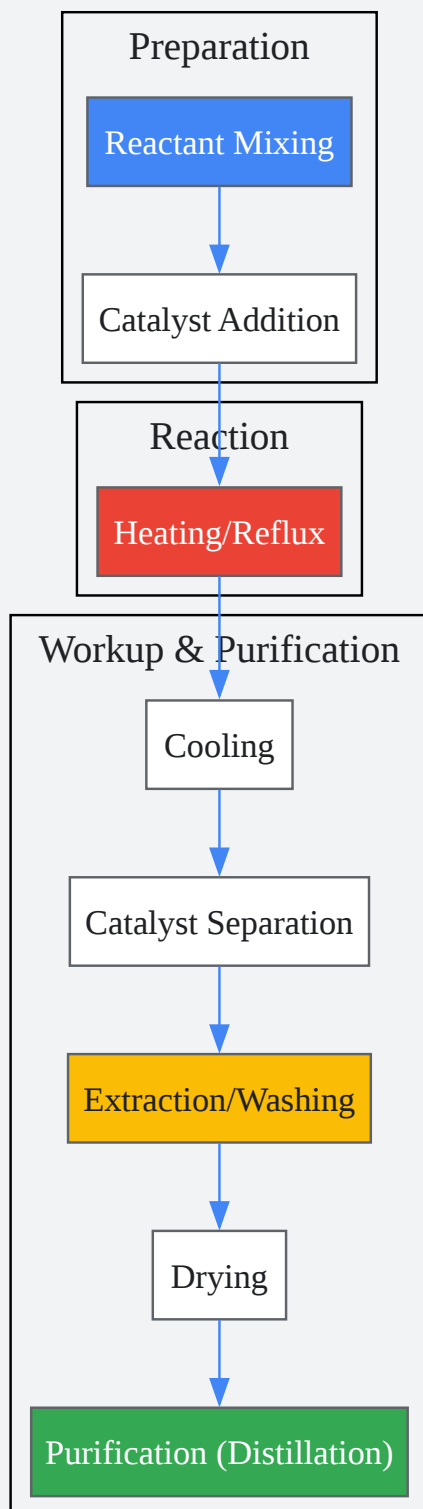 Preparation
Reactant Mixing
Catalyst Addition
Reaction
Heating/Reflux
Workup & Purification
Cooling
Catalyst Separation
Extraction/Washing
Drying
Purification (Distillation)